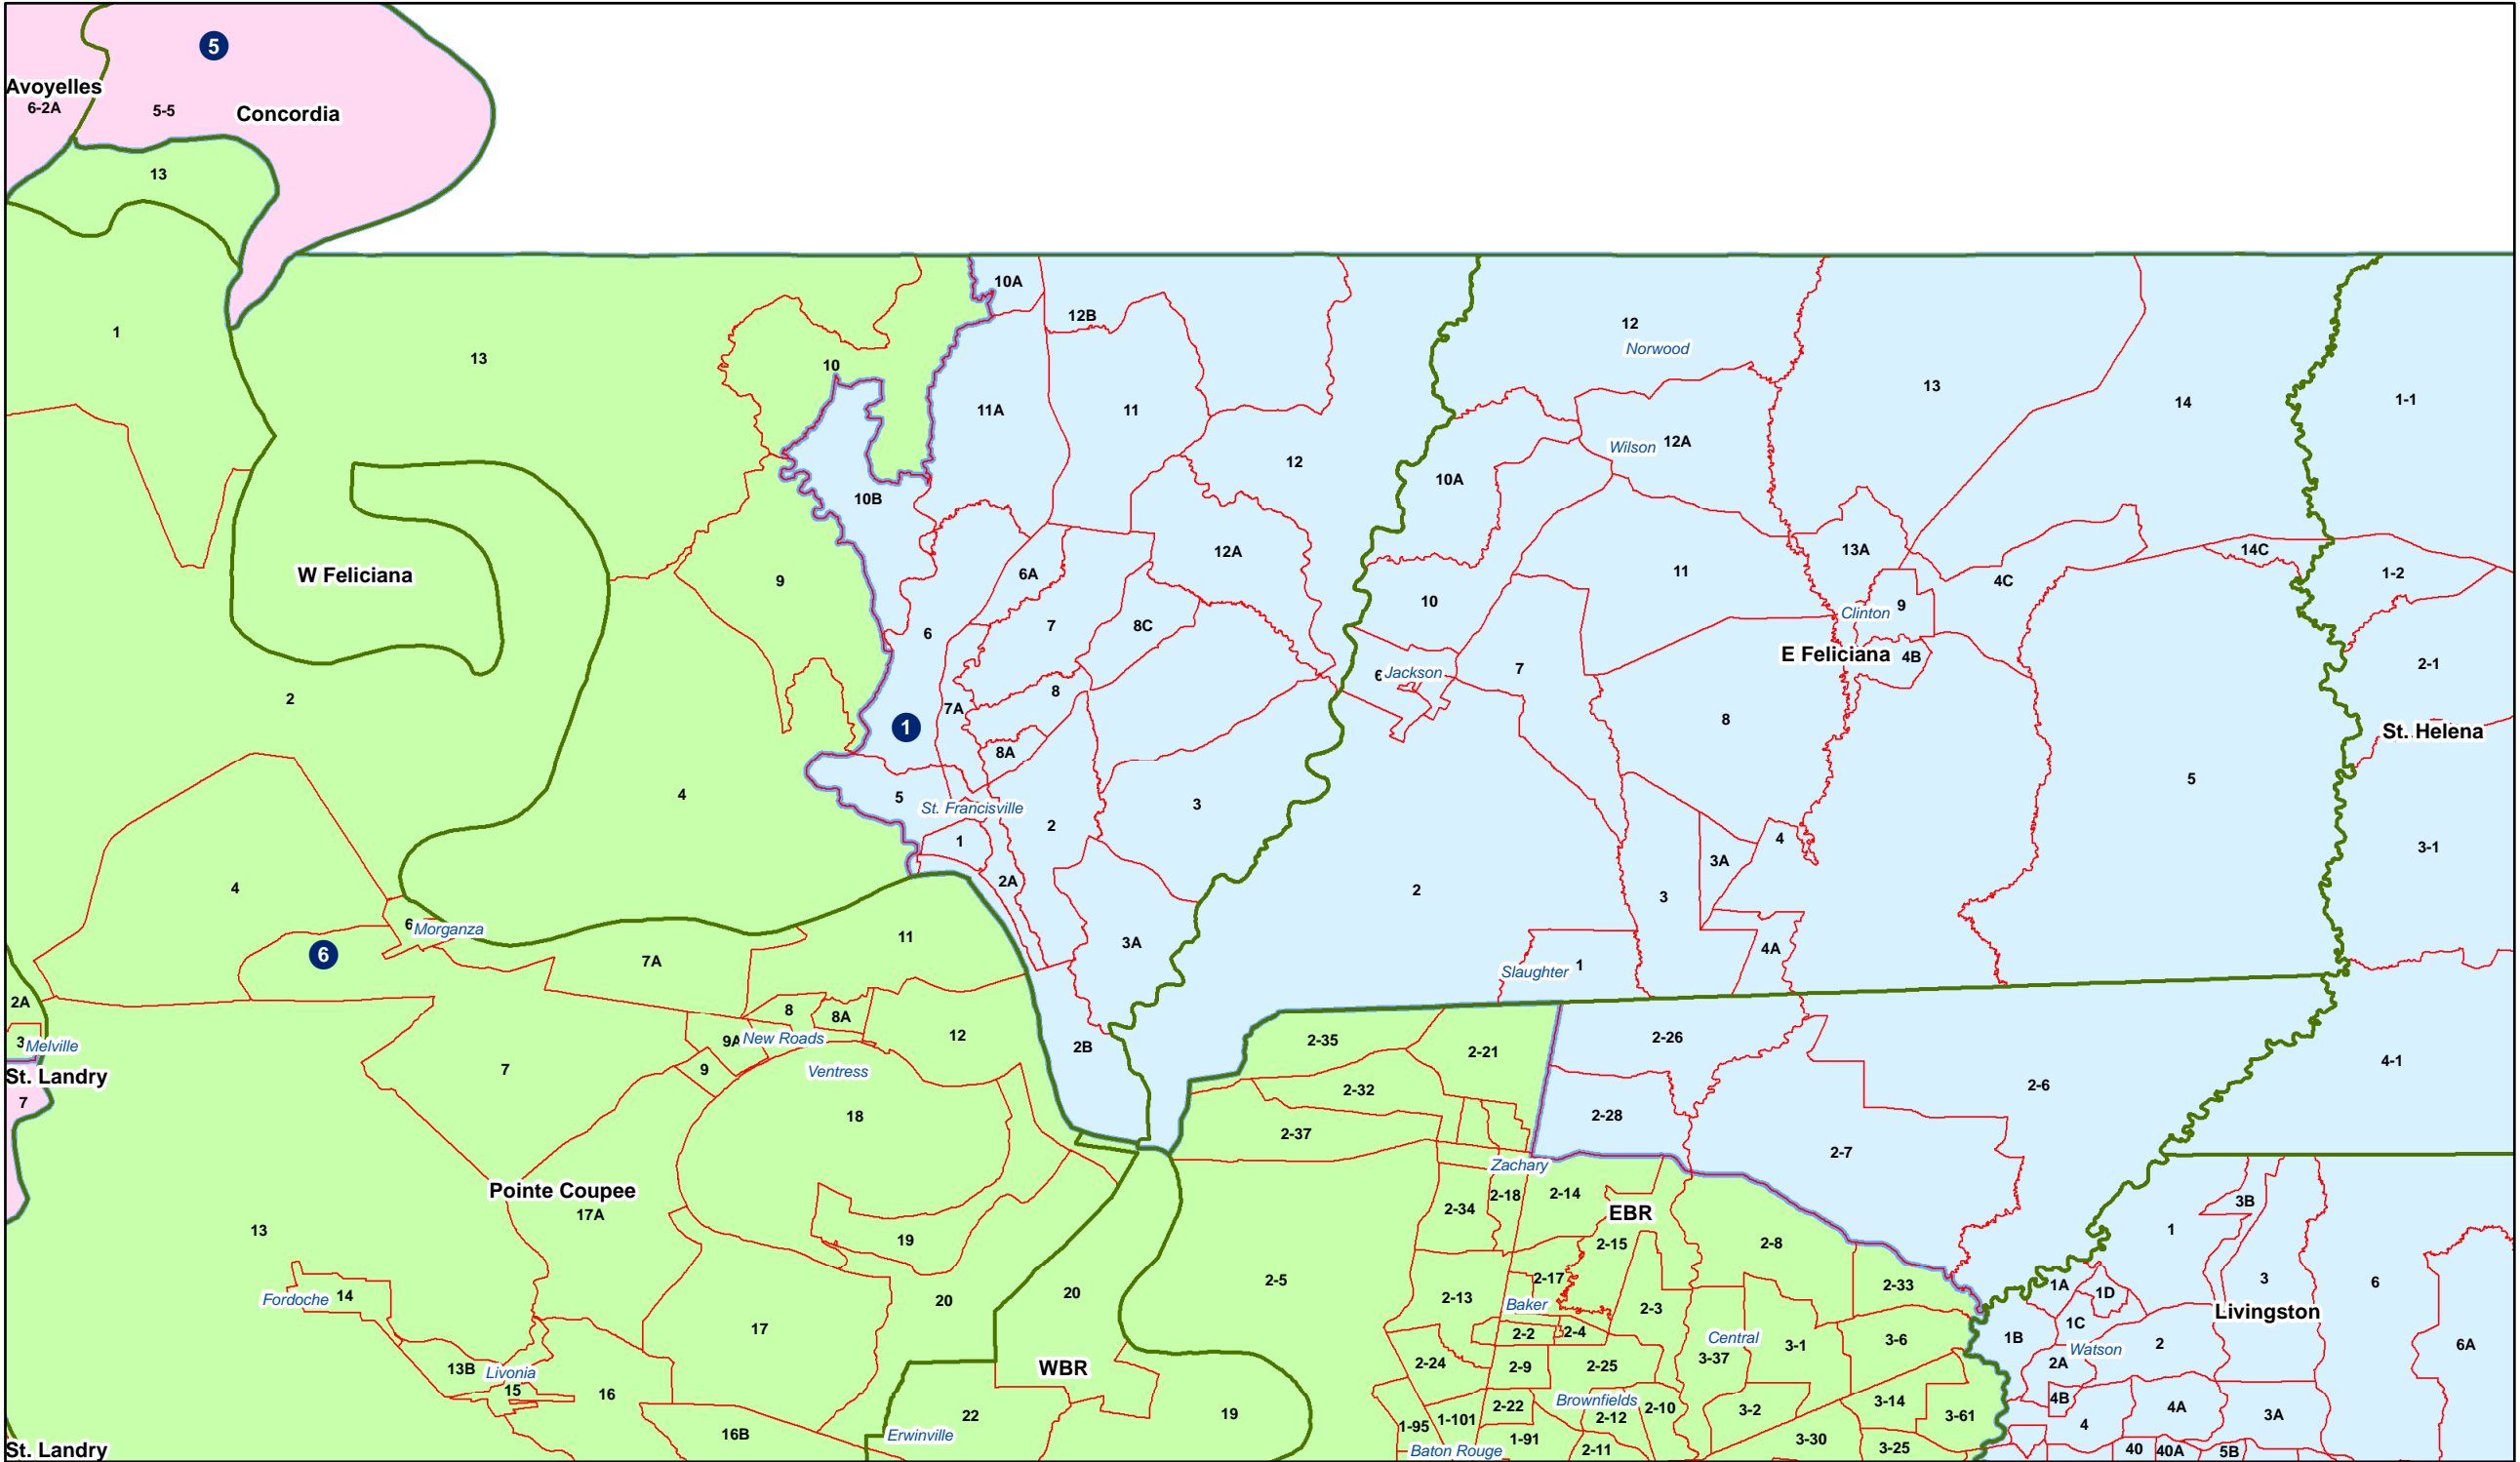 5
Avoyelles
6-2A
5-5
Concordia
13
1
13
10
10A
12B
11A
11
12
10B
12A
6A
9
6
7
8C
W Feliciana
2
7A
8
8A
1
4
5
St. Francisville
1
2
3
2A
3A
2B
12
Norwood
13
14
1-1
Wilson
12A
10A
11
13A
14C
4C
1-2
10
9
Clinton
E Feliciana
4B
2-1
6
Jackson
7
8
St. Helena
5
3-1
3A
4
2
3
4A
Slaughter
1
4
6
Morganza
6
11
7A
2A
3
Melville
St. Landry
7
8
8A
9A
New Roads
12
Ventress
7
9
18
Pointe Coupee
17A
13
19
Fordoche
14
20
20
17
13B
Livonia
15
16
WBR
22
Erwinville
16B
19
St. Landry
2-35
2-21
2-26
2-6
4-1
2-32
2-28
2-37
2-7
Zachary
2-18
2-14
2-34
EBR
2-15
2-8
2-5
2-17
2-33
2-13
Baker
2-3
2-2
2-4
Central
3-1
3-6
3-37
2-24
2-9
2-25
Brownfields
2-22
2-12
2-10
3-2
3-14
3-61
1-95
1-101
1-91
2-11
3-30
3-25
Baton Rouge
3B
1
1A
1D
3
6
Livingston
1C
1B
Watson
2
2A
6A
4B
4A
4
3A
40
40A
5B